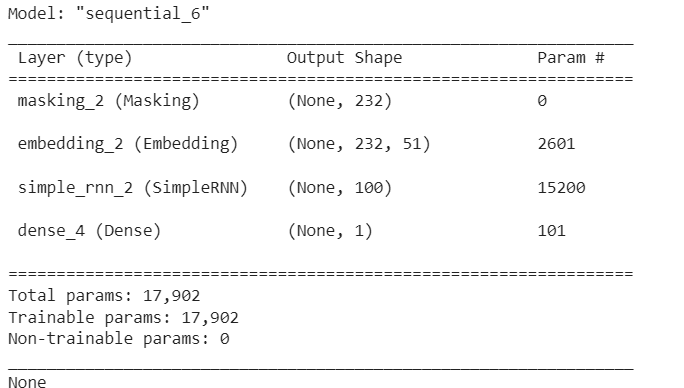 Model: "sequential_6"
Layer (type) Output Shape Param #
masking_2 (Masking) (None, 232) 0
embedding_2 (Embedding) (None, 232, 51) 2601
simple_rnn_2 (SimpleRNN) (None, 100) 15200
dense_4 (Dense) (None, 1) 101
Total params: 17,902
Trainable params: 17,902
Non-trainable params: 0
None